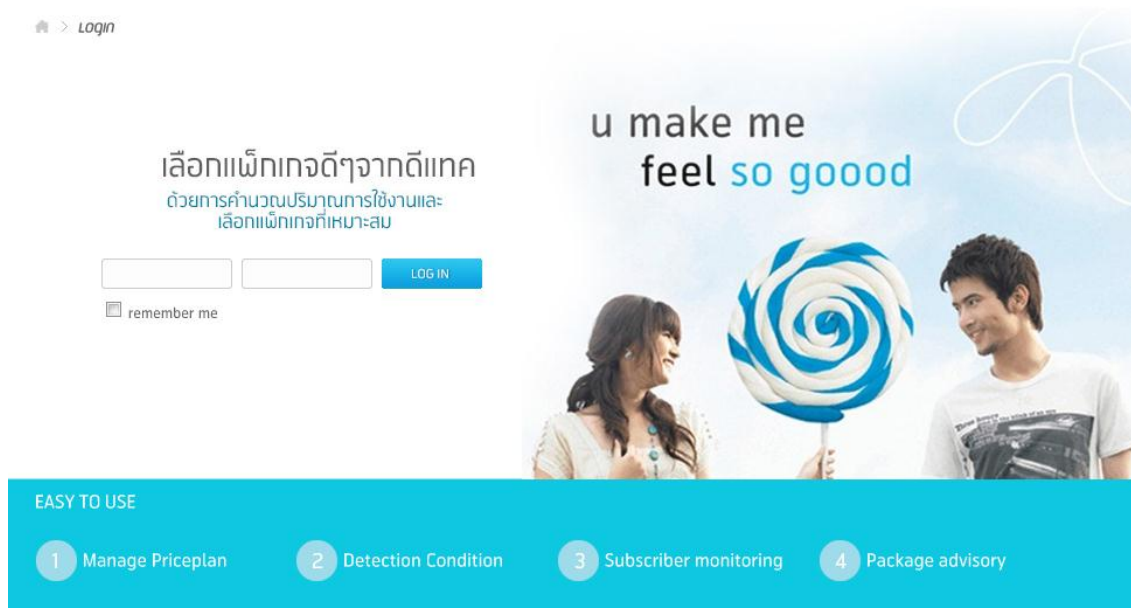 Login
u make me
feel so goood
เลือกแพ็กเกจดีๆจากดีแทค
ด้วยการคำนวณปริมาณการใช้งานและ
เลือกแพ็กเกจที่เหมาะสม
LOG IN
remember me
EASY TO USE
1 Manage Priceplan
2 Detection Condition
3 Subscriber monitoring
4 Package advisory